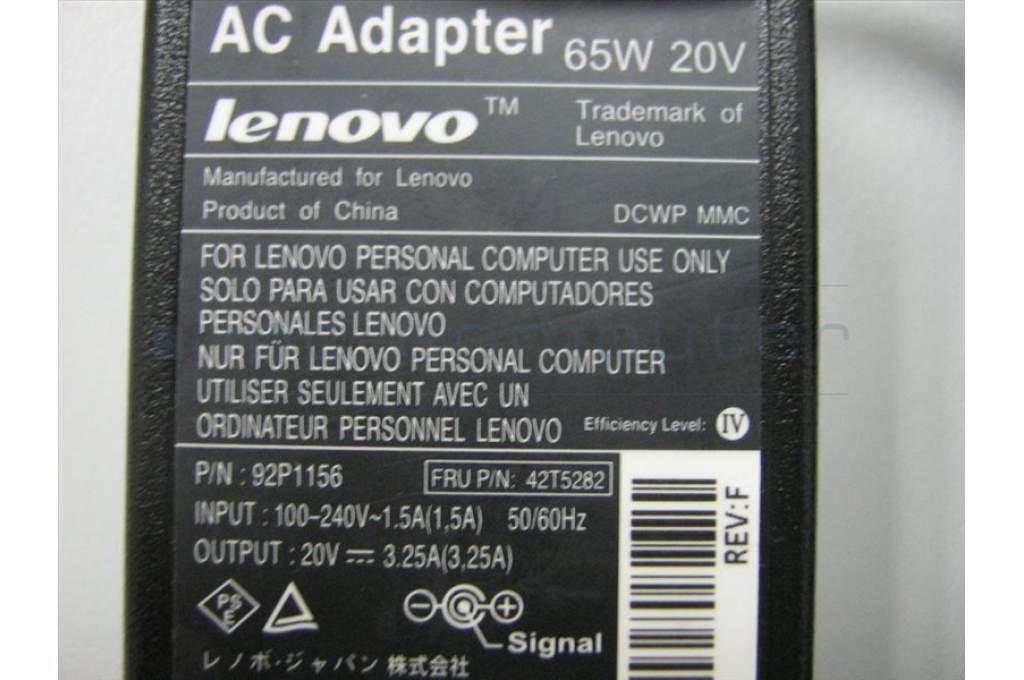 AC Adapter 65W 20V
lenovo™ Trademark of
Lenovo
Manufactured for Lenovo
Product of China DCWP MMC
FOR LENOVO PERSONAL COMPUTER USE ONLY
SOLO PARA USAR CON COMPUTADORES
PERSONALES LENOVO
NUR FÜR LENOVO PERSONAL COMPUTER
UTILISER SEULEMENT AVEC UN
ORDINATEUR PERSONNEL LENOVO Efficiency Level: IV
P/N : 92P1156 FRU P/N: 42T5282
INPUT : 100–240V~1.5A(1,5A) 50/60Hz
OUTPUT : 20V ⎓ 3.25A(3,25A)
REV:F
PSE
Signal
レノボ・ジャパン 株式会社